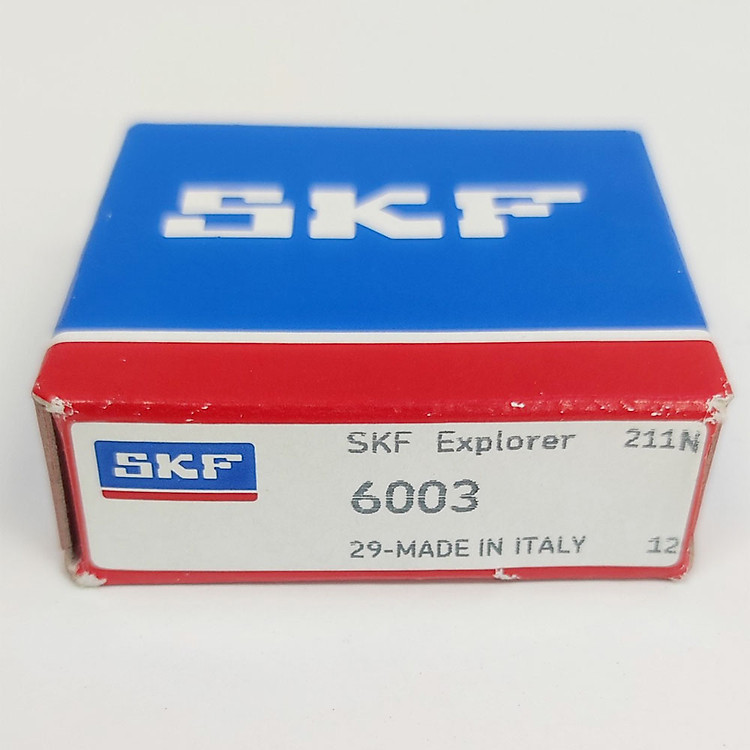 SKF
SKF
SKF Explorer 211N
6003
29-MADE IN ITALY 12